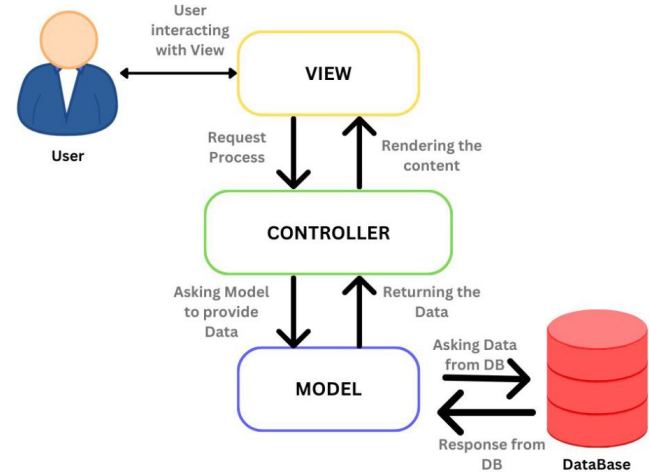 User
interacting
with View
VIEW
User
Request
Process
Rendering the
content
CONTROLLER
Asking Model
to provide
Data
Returning the
Data
MODEL
Asking Data
from DB
Response from
DB
DataBase